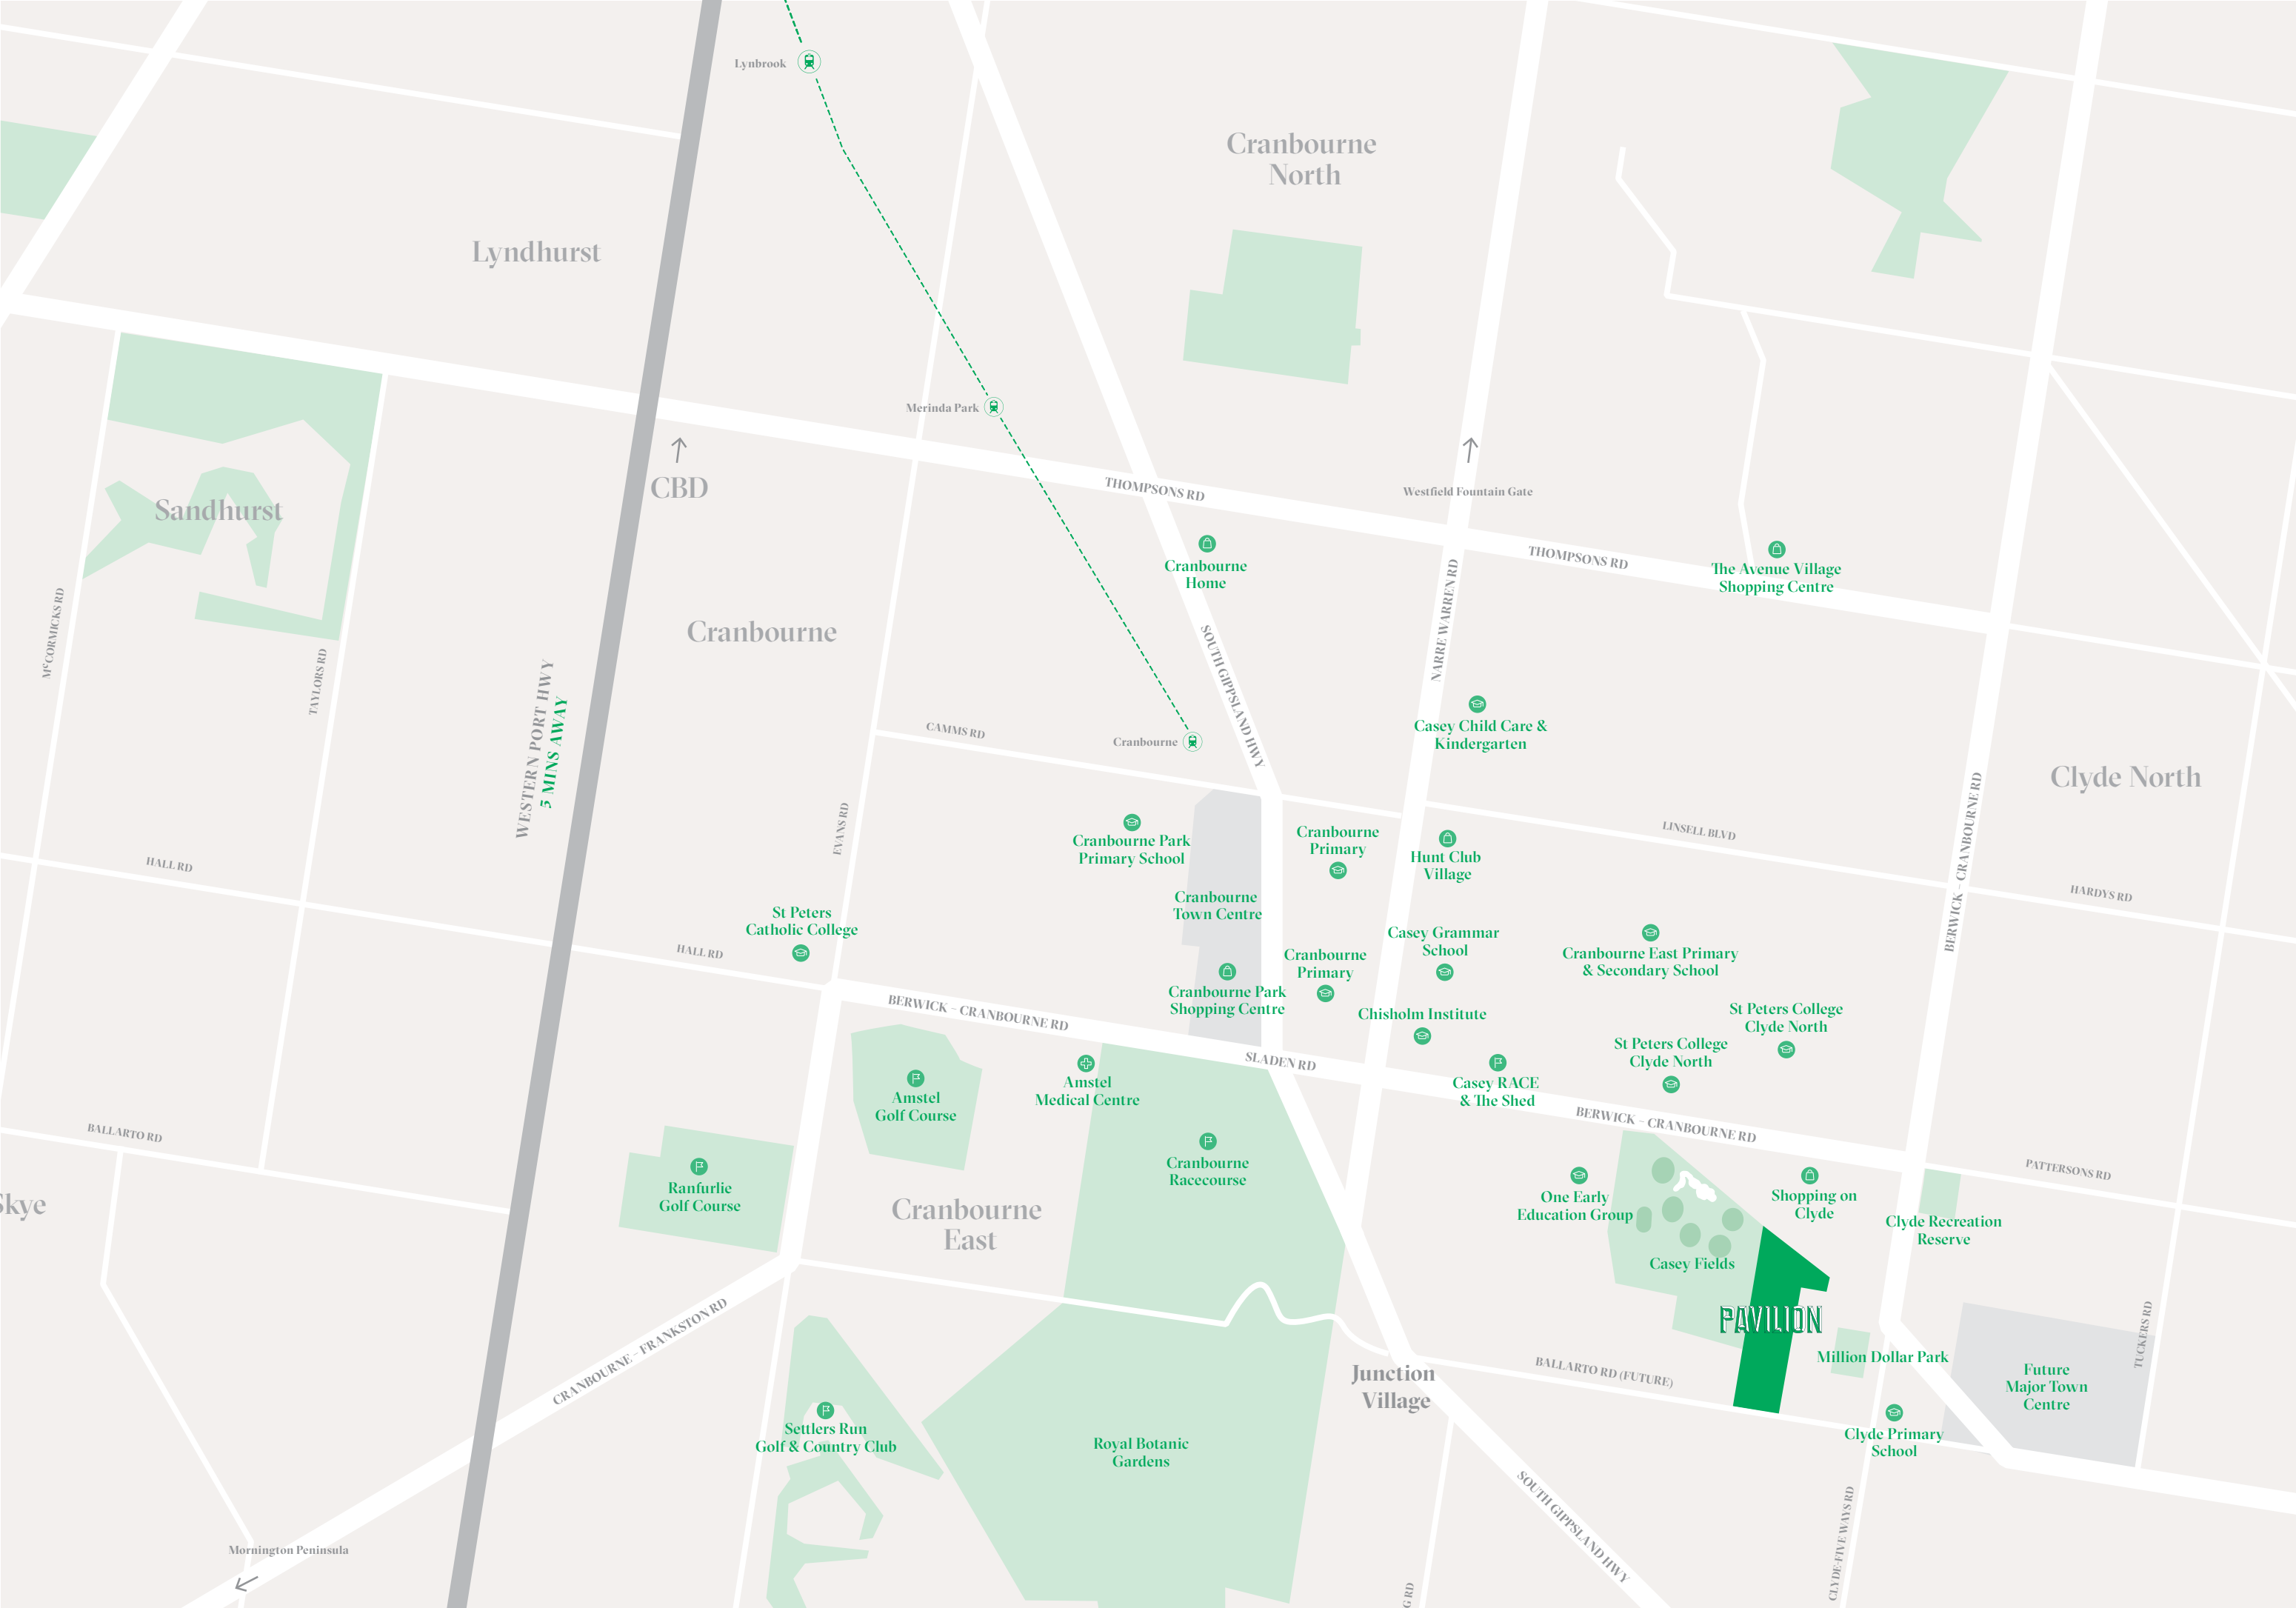 Lynbrook
Cranbourne
North
Lyndhurst
Merinda Park
CBD
THOMPSONS RD
Westfield Fountain Gate
Sandhurst
THOMPSONS RD
Cranbourne
Home
The Avenue Village
Shopping Centre
McCORMICKS RD
TAYLORS RD
Cranbourne
SOUTH GIPPSLAND HWY
NARRE WARREN RD
WESTERN PORT HWY
5 MINS AWAY
CAMMS RD
Cranbourne
Casey Child Care &
Kindergarten
Clyde North
EVANS RD
Cranbourne Park
Primary School
Cranbourne
Primary
Hunt Club
Village
LINSELL BLVD
BERWICK – CRANBOURNE RD
HARDYS RD
HALL RD
Cranbourne
Town Centre
St Peters
Catholic College
HALL RD
Casey Grammar
School
Cranbourne East Primary
& Secondary School
Cranbourne
Primary
Cranbourne Park
Shopping Centre
BERWICK – CRANBOURNE RD
Chisholm Institute
St Peters College
Clyde North
St Peters College
Clyde North
SLADEN RD
Amstel
Golf Course
Amstel
Medical Centre
Casey RACE
& The Shed
BERWICK – CRANBOURNE RD
BALLARTO RD
Cranbourne
Racecourse
PATTERSONS RD
Skye
Ranfurlie
Golf Course
Cranbourne
East
One Early
Education Group
Shopping on
Clyde
Clyde Recreation
Reserve
Casey Fields
PAVILION
CRANBOURNE – FRANKSTON RD
Junction
Village
BALLARTO RD (FUTURE)
Million Dollar Park
Future
Major Town
Centre
TUCKERS RD
Settlers Run
Golf & Country Club
Royal Botanic
Gardens
Clyde Primary
School
SOUTH GIPPSLAND HWY
CLYDE-FIVE WAYS RD
Mornington Peninsula
G RD